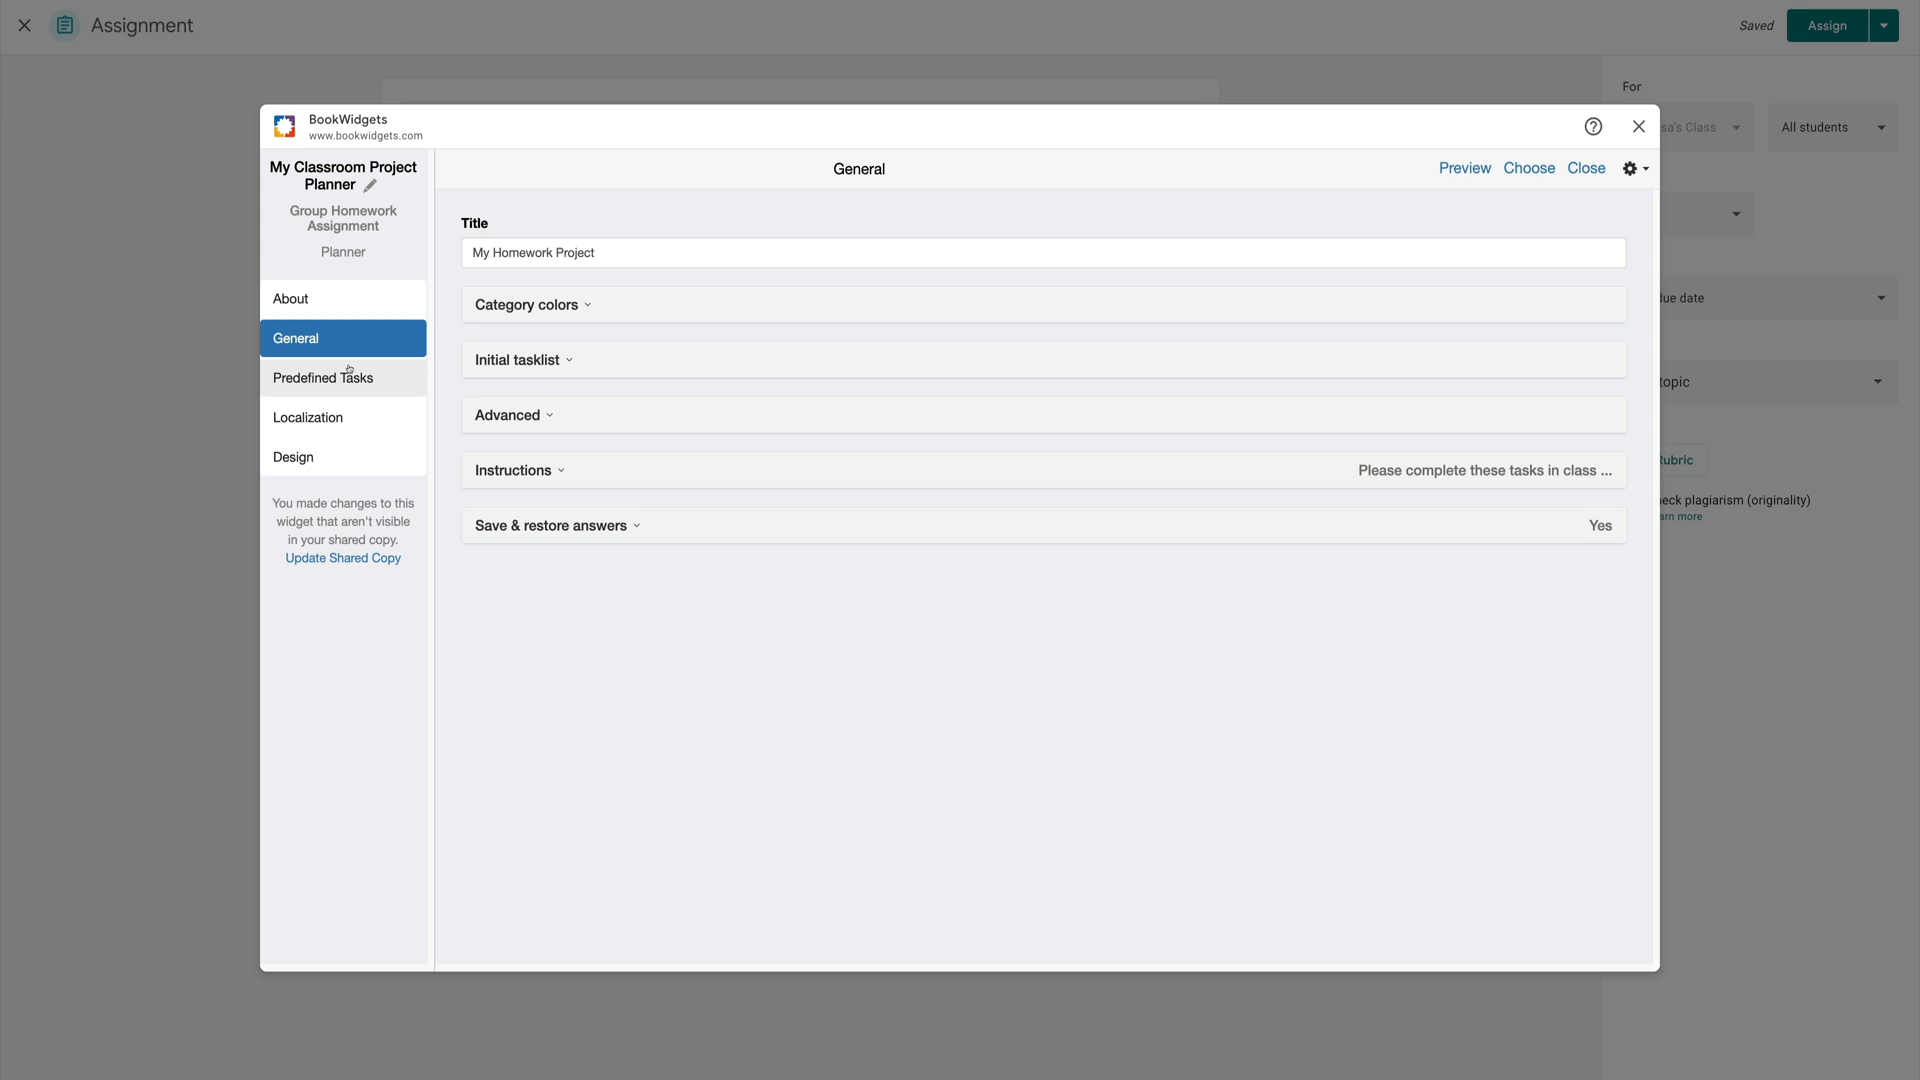 Assignment
Saved
Assign
For
sa's Class
All students
BookWidgets
www.bookwidgets.com
My Classroom Project
Planner
Group Homework
Assignment
Planner
General
Preview
Choose
Close
About
General
Predefined Tasks
Localization
Design
You made changes to this
widget that aren't visible
in your shared copy.
Update Shared Copy
Title
My Homework Project
Category colors
Initial tasklist
Advanced
Instructions
Please complete these tasks in class ...
Save & restore answers
Yes
due date
topic
Rubric
eck plagiarism (originality)
arn more